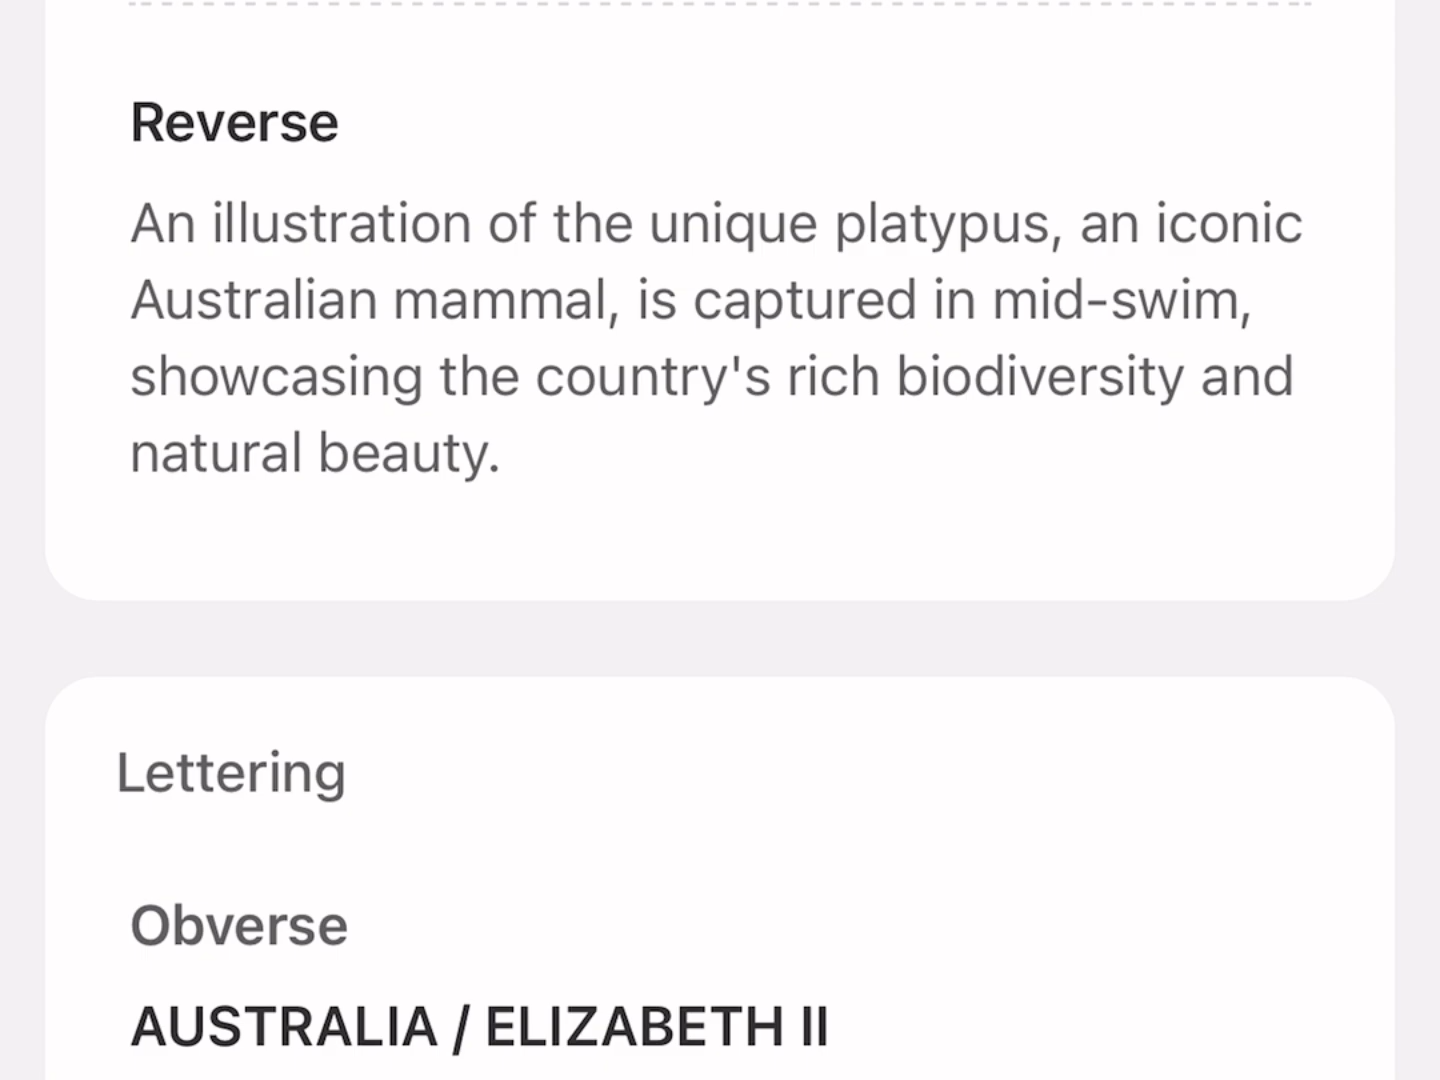 Reverse
An illustration of the unique platypus, an iconic
Australian mammal, is captured in mid-swim,
showcasing the country's rich biodiversity and
natural beauty.
Lettering
Obverse
AUSTRALIA / ELIZABETH II